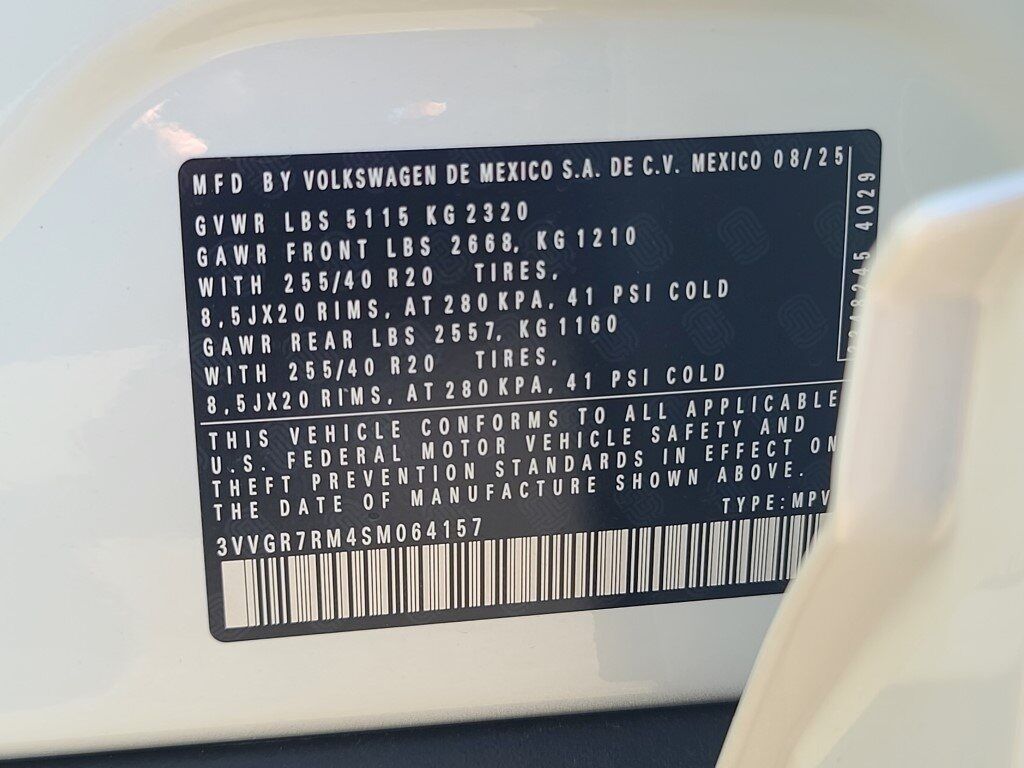 MFD BY VOLKSWAGEN DE MEXICO S.A. DE C.V. MEXICO 08/25
GVWR LBS 5115 KG 2320
GAWR FRONT LBS 2668, KG 1210
WITH 255/40 R20 TIRES,
8,5JX20 RIMS, AT 280 KPA, 41 PSI COLD
GAWR REAR LBS 2557, KG 1160
WITH 255/40 R20 TIRES,
8,5JX20 RIMS, AT 280 KPA, 41 PSI COLD
THIS VEHICLE CONFORMS TO ALL APPLICABLE
U.S. FEDERAL MOTOR VEHICLE SAFETY AND
THEFT PREVENTION STANDARDS IN EFFECT ON
THE DATE OF MANUFACTURE SHOWN ABOVE.
TYPE: MPV
3VVGR7RM4SM064157
4029